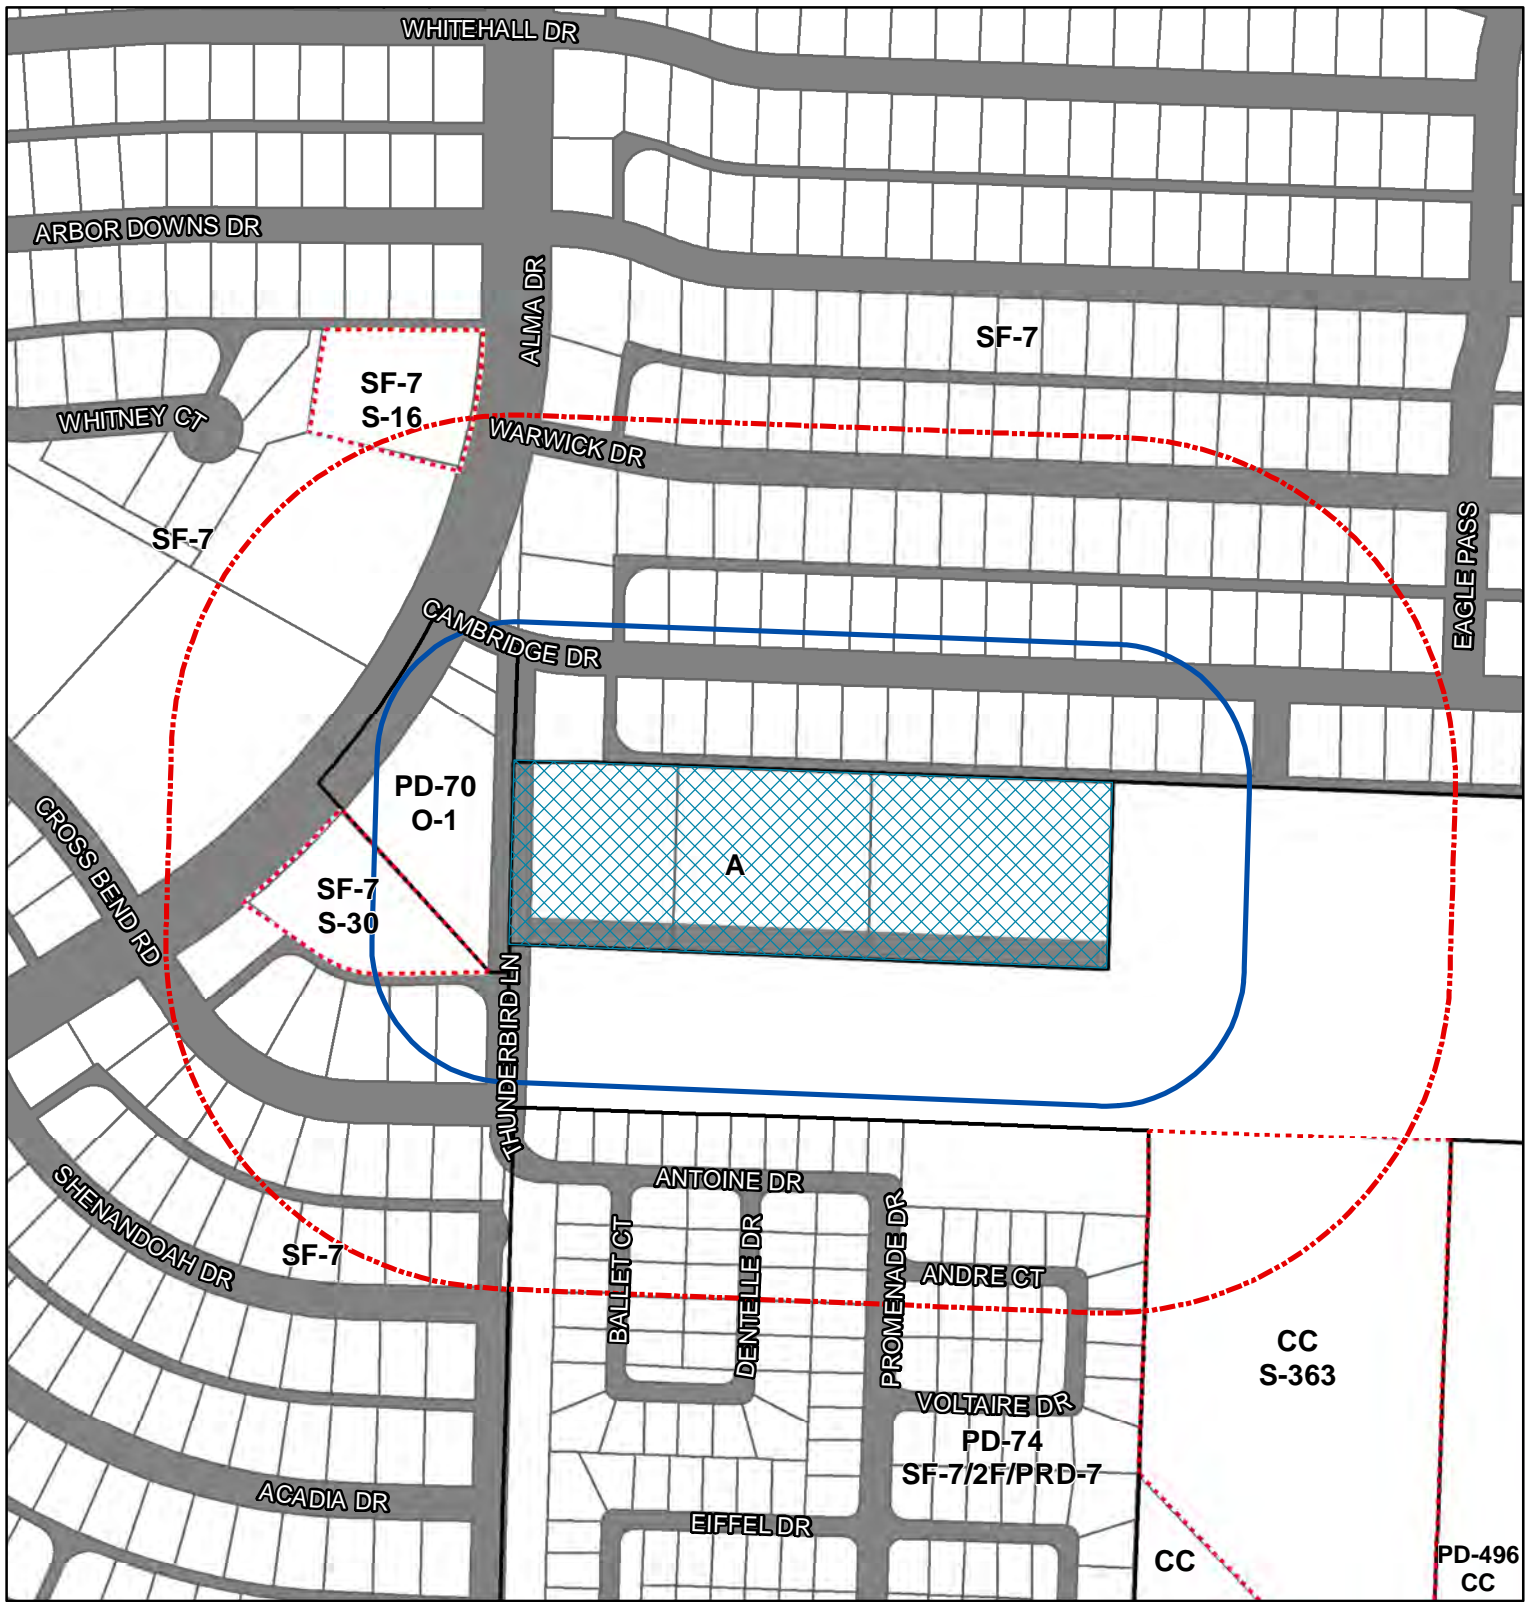 WHITEHALL DR
ARBOR DOWNS DR
ALMA DR
SF-7
SF-7
S-16
WHITNEY CT
WARWICK DR
SF-7
EAGLE PASS
CAMBRIDGE DR
PD-70
O-1
CROSS BEND RD
A
SF-7
S-30
THUNDERBIRD LN
ANTOINE DR
SHENANDOAH DR
SF-7
BALLET CT
DENTELLE DR
PROMENADE DR
ANDRE CT
CC
S-363
VOLTAIRE DR
PD-74
SF-7/2F/PRD-7
ACADIA DR
EIFFEL DR
CC
PD-496
CC